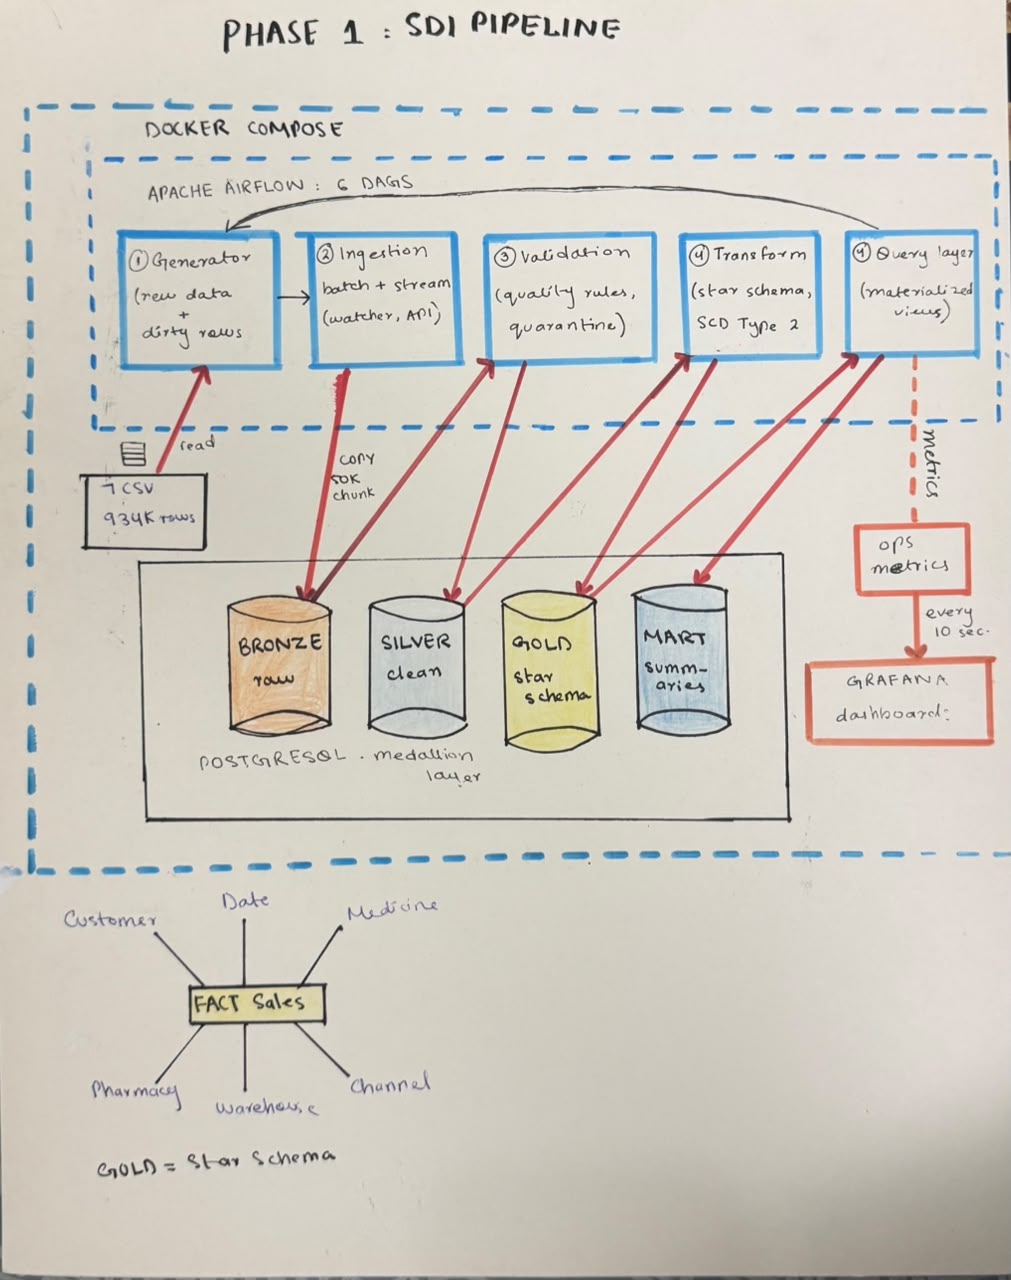 PHASE 1 : SDI PIPELINE
DOCKER COMPOSE
APACHE AIRFLOW : 6 DAGS
① Generator
(new data
+
dirty rows
② Ingestion
batch + stream
(watcher, API)
③ Validation
(quality rules,
quarantine)
④ Transform
(star schema,
SCD Type 2
④ Query layer
(materialized
views)
read
7 CSV
934K rows
COPY
50K
chunk
metrics
OPS
metrics
every
10 sec.
GRAFANA
dashboard:
BRONZE
raw
SILVER
clean
GOLD
star
schema
MART
summ-
aries
POSTGRESQL . medallion
layer
Customer
Date
Medicine
FACT Sales
Pharmacy
Warehouse
Channel
GOLD = Star Schema